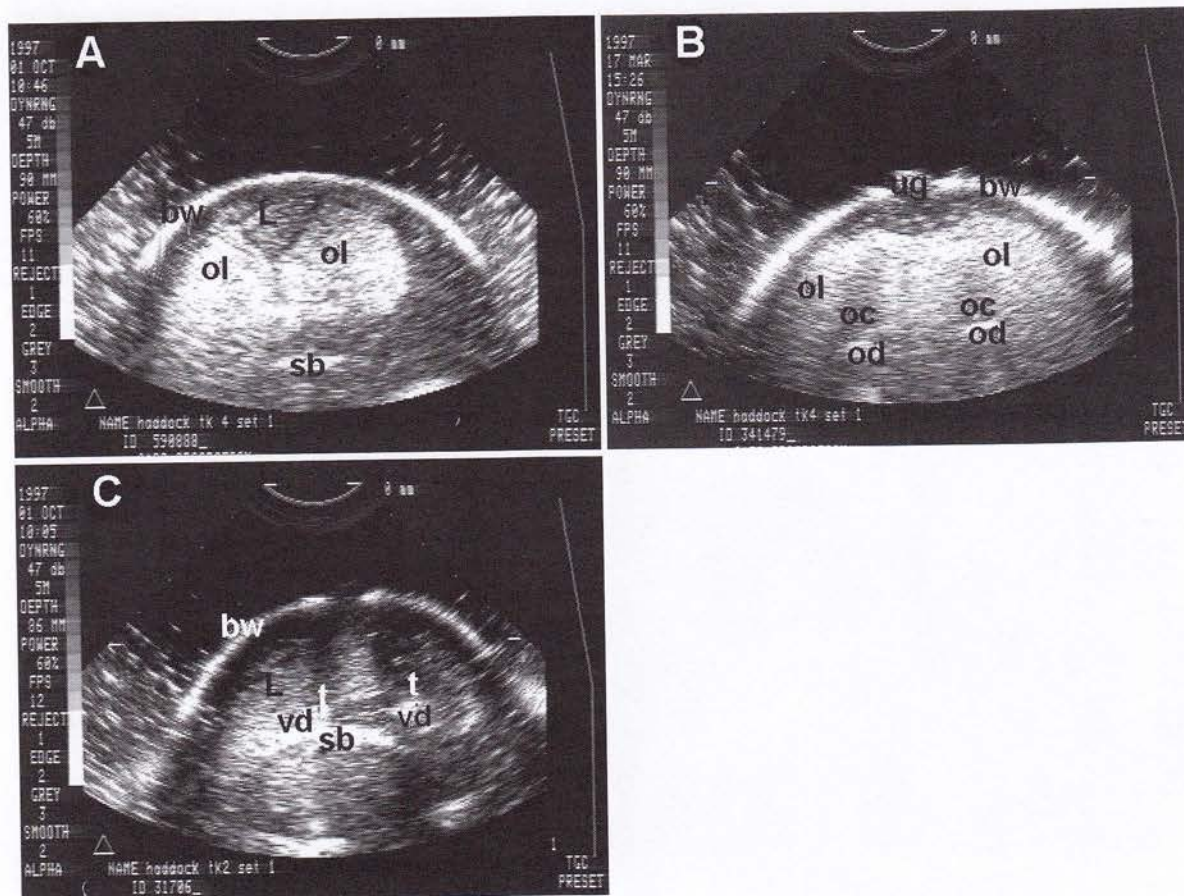 A
1997
01 OCT
10:46
DYNRNG
47 db
5M
DEPTH
90 MM
POWER
60%
FPS
11
REJECT
1
EDGE
2
GREY
3
SMOOTH
2
ALPHA
0 mm
bw
L
ol
ol
sb
NAME haddock tk 4 set 1
ID 590888_
TGC
PRESET
B
1997
17 MAR
15:26
DYNRNG
47 db
5M
DEPTH
90 MM
POWER
60%
FPS
11
REJECT
1
EDGE
2
GREY
3
SMOOTH
2
ALPHA
0 mm
ug
bw
ol
ol
oc
oc
od
od
NAME haddock tk4 set 1
ID 341479_
TGC
PRESET
C
1997
01 OCT
10:05
DYNRNG
47 db
5M
DEPTH
86 MM
POWER
60%
FPS
12
REJECT
1
EDGE
2
GREY
3
SMOOTH
2
ALPHA
0 mm
bw
L
t
t
vd
vd
sb
NAME haddock tk2 set 1
ID 31706_
1
TGC
PRESET